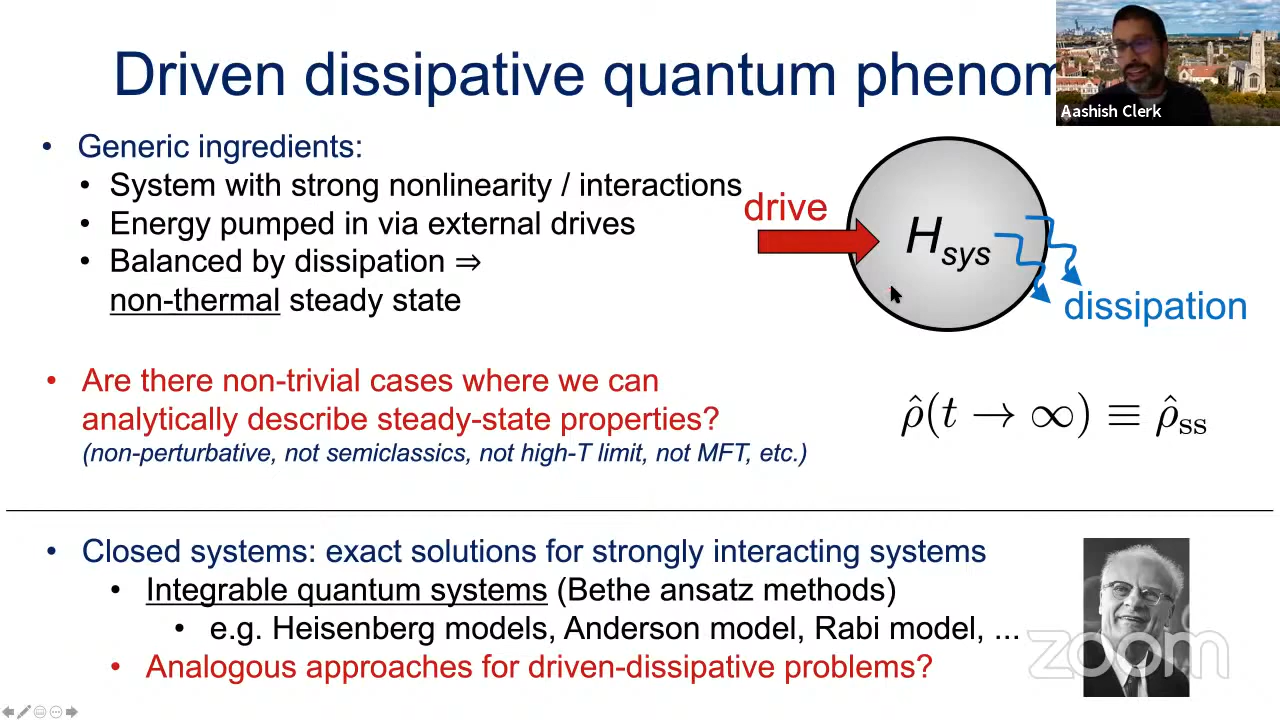 Driven dissipative quantum phenom
Aashish Clerk
• Generic ingredients:
• System with strong nonlinearity / interactions
• Energy pumped in via external drives
• Balanced by dissipation ⇒
non-thermal steady state
drive
H_sys
dissipation
• Are there non-trivial cases where we can
analytically describe steady-state properties?
(non-perturbative, not semiclassics, not high-T limit, not MFT, etc.)
ρ̂(t → ∞) ≡ ρ̂_ss
• Closed systems: exact solutions for strongly interacting systems
• Integrable quantum systems (Bethe ansatz methods)
• e.g. Heisenberg models, Anderson model, Rabi model, ...
• Analogous approaches for driven-dissipative problems?
zoom